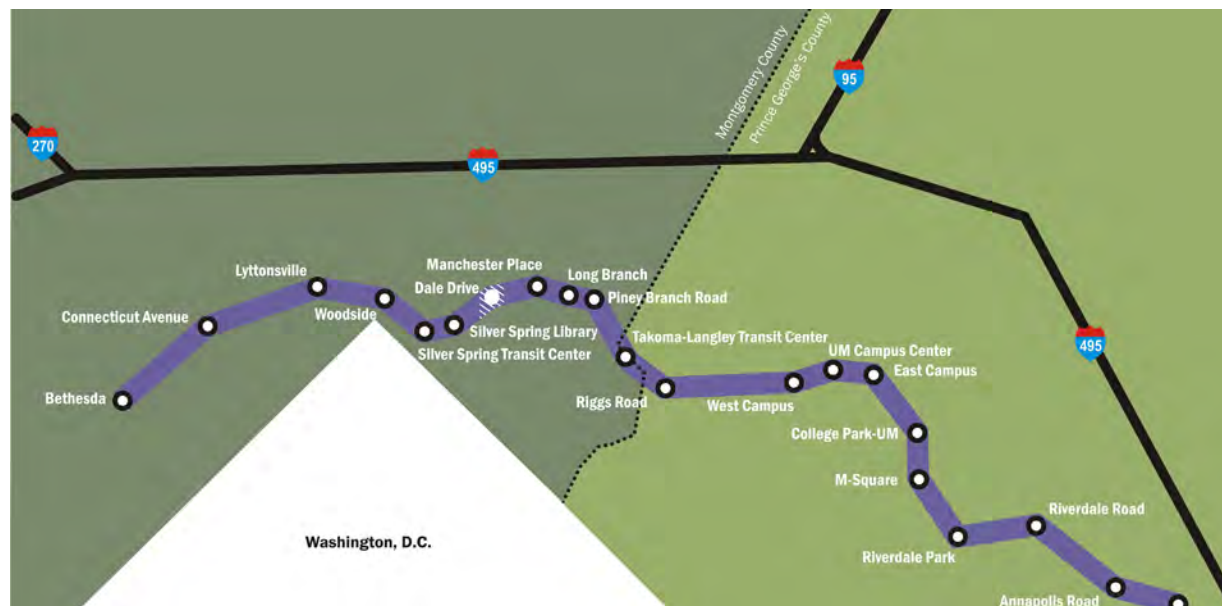 Montgomery County
Prince George's County
95
270
495
Manchester Place
Lyttonsville
Long Branch
Dale Drive
Piney Branch Road
Woodside
Connecticut Avenue
Silver Spring Library
Takoma-Langley Transit Center
495
Silver Spring Transit Center
UM Campus Center
East Campus
Bethesda
Riggs Road
West Campus
College Park-UM
M-Square
Riverdale Road
Washington, D.C.
Riverdale Park
Annapolis Road